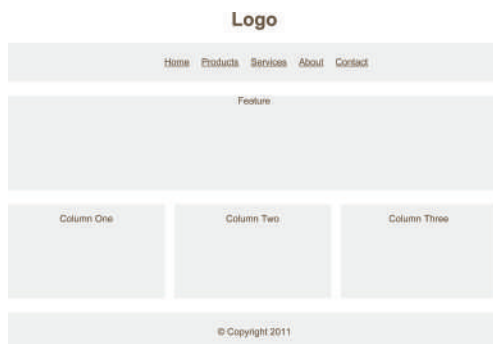 Logo
Home Products Services About Contact
Feature
Column One Column Two Column Three
© Copyright 2011